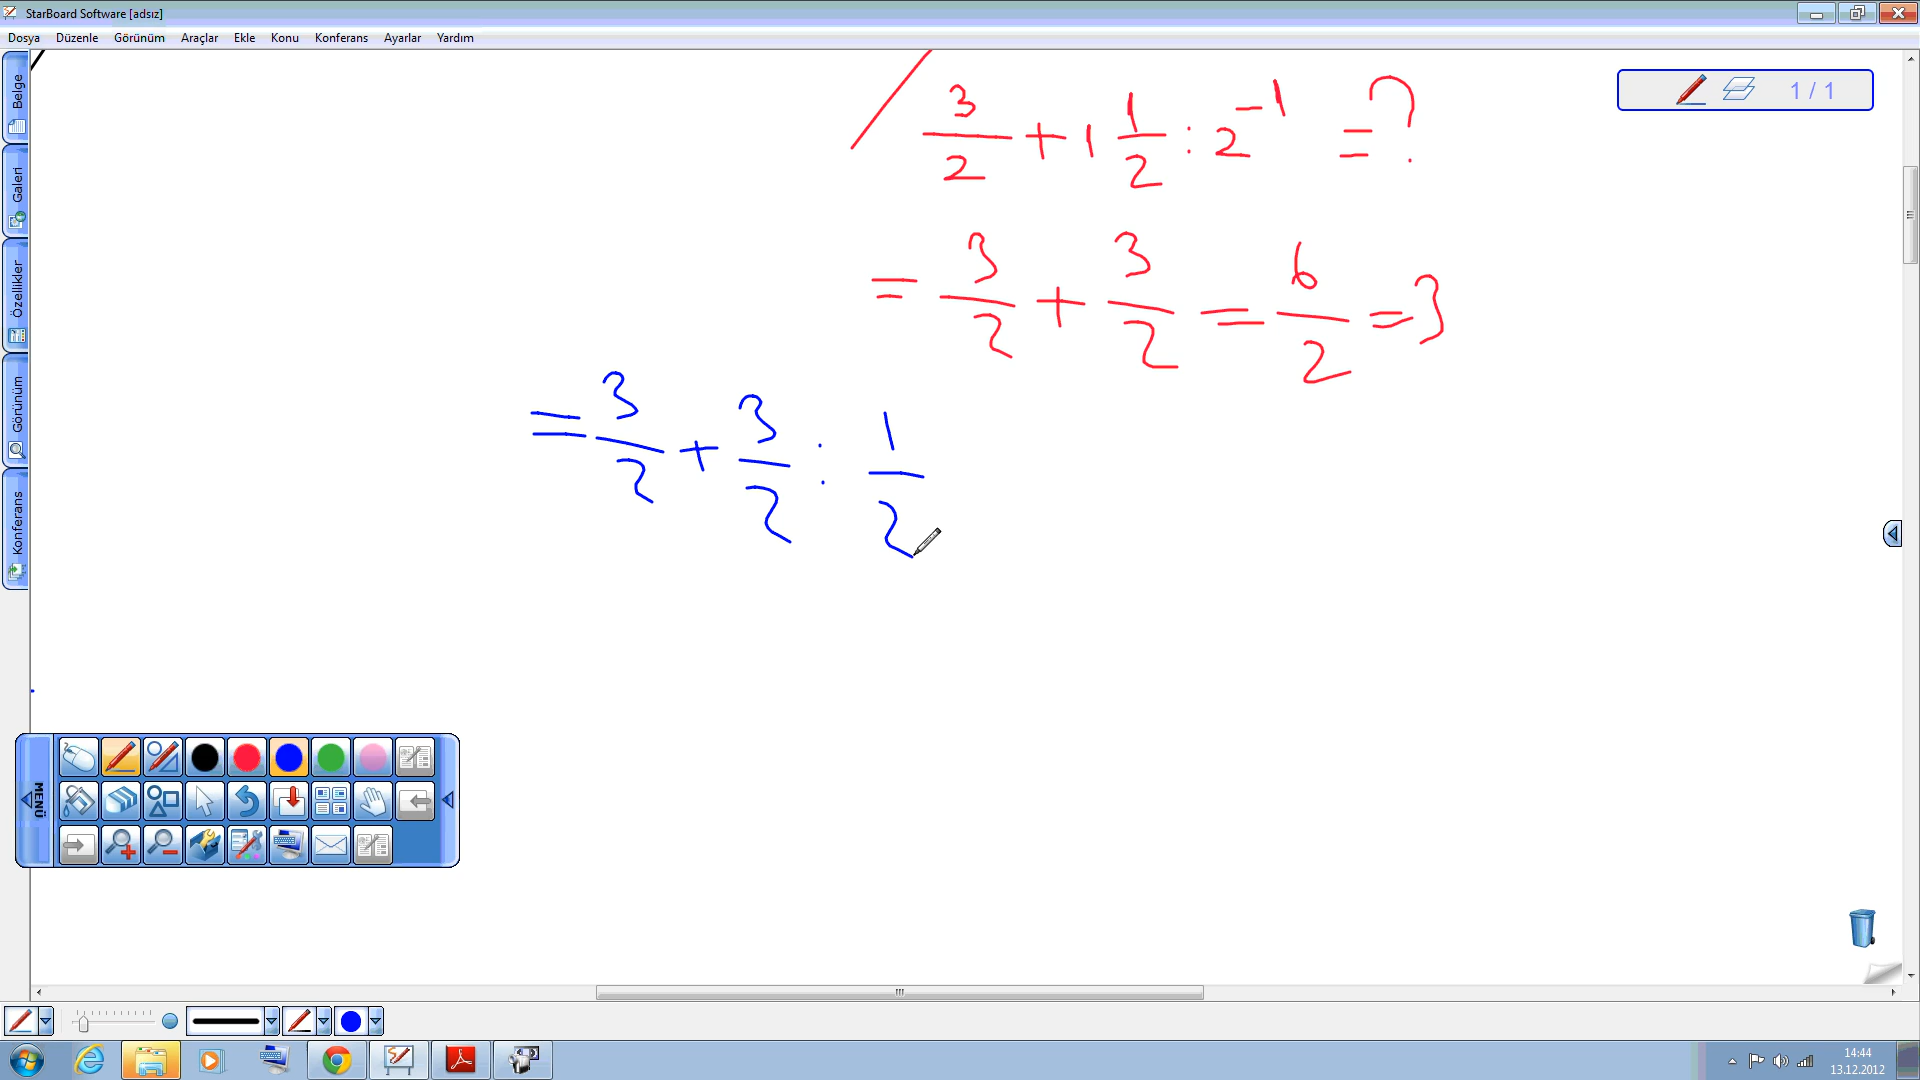 StarBoard Software [adsız]
Dosya Düzenle Görünüm Araçlar Ekle Konu Konferans Ayarlar Yardım
Belge
Galeri
Özellikler
Görünüm
Konferans
1 / 1
3/2 + 1 1/2 : 2^-1 = ?
= 3/2 + 3/2 = 6/2 = 3
= 3/2 + 3/2 : 1/2
MENÜ
14:44
13.12.2012